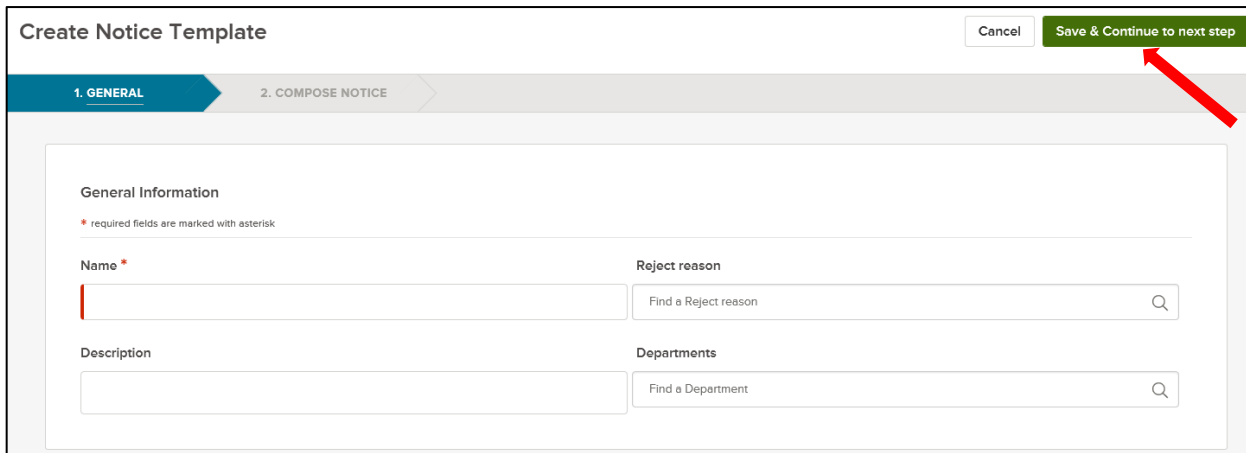 Create Notice Template
Cancel
Save & Continue to next step
1. GENERAL
2. COMPOSE NOTICE
General Information
* required fields are marked with asterisk
Name *
Reject reason
Find a Reject reason
Description
Departments
Find a Department